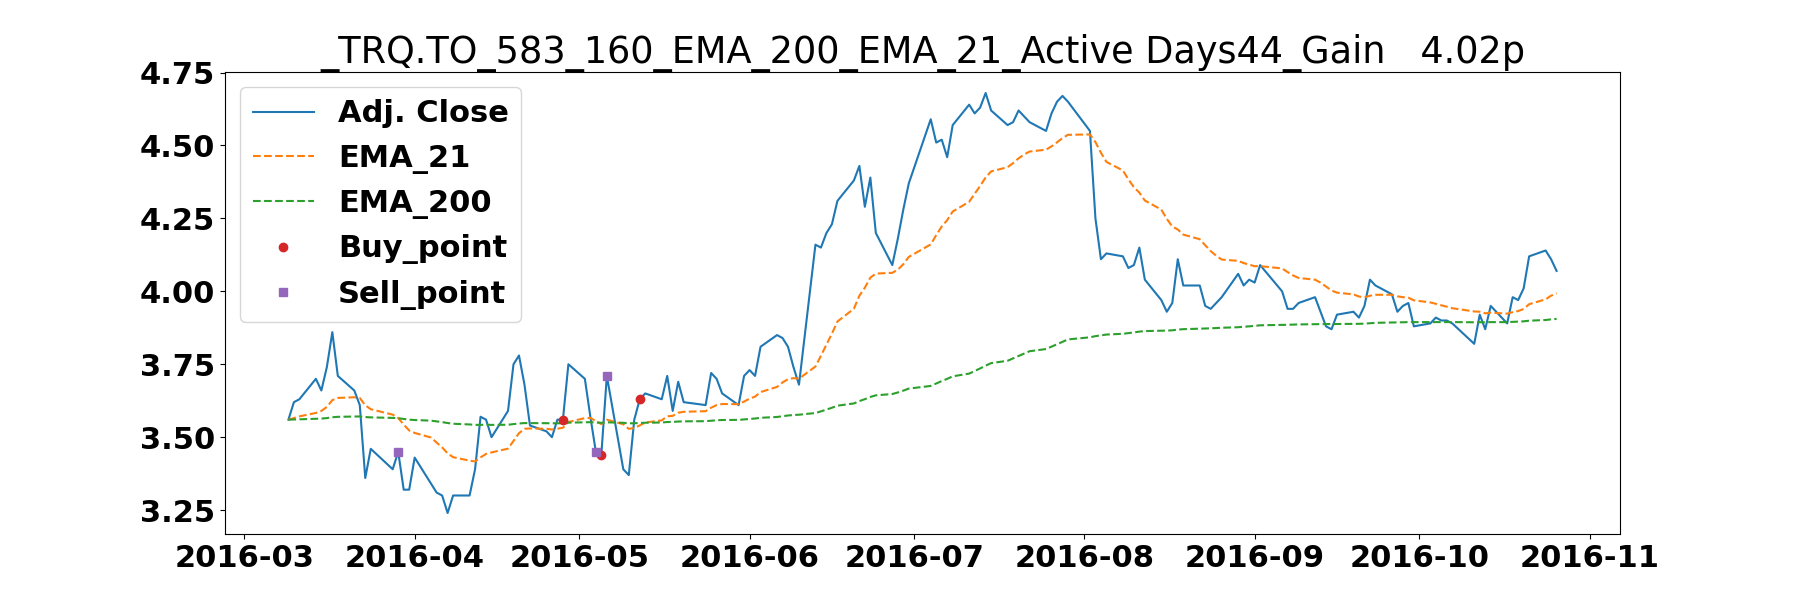 _TRQ.TO_583_160_EMA_200_EMA_21_Active Days44_Gain   4.02p
4.75
4.50
4.25
4.00
3.75
3.50
3.25
Adj. Close
EMA_21
EMA_200
Buy_point
Sell_point
2016-03 2016-04 2016-05 2016-06 2016-07 2016-08 2016-09 2016-10 2016-11